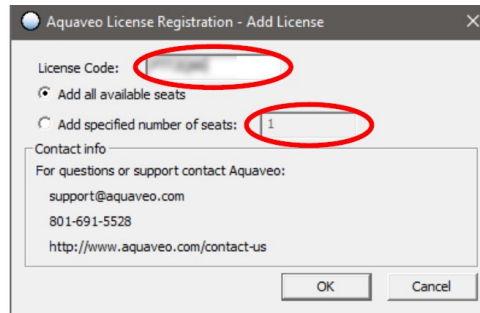 Aquaveo License Registration - Add License
License Code:
Add all available seats
Add specified number of seats: 1
Contact info
For questions or support contact Aquaveo:
support@aquaveo.com
801-691-5528
http://www.aquaveo.com/contact-us
OK Cancel